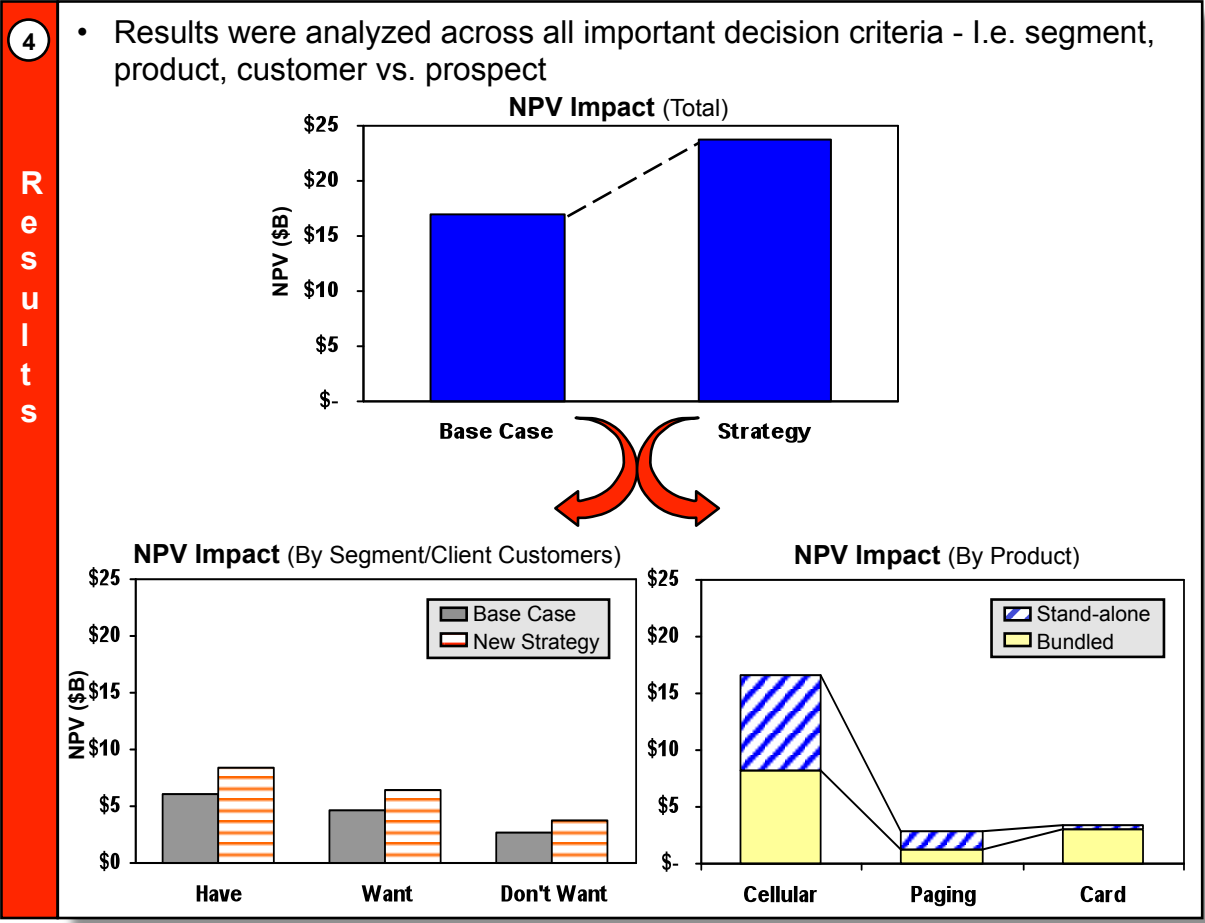 4
Results
• Results were analyzed across all important decision criteria - I.e. segment,
product, customer vs. prospect
NPV Impact (Total)
NPV ($B)
$25
$20
$15
$10
$5
$-
Base Case Strategy
NPV Impact (By Segment/Client Customers)
NPV ($B)
$25
$20
$15
$10
$5
$0
Base Case
New Strategy
Have Want Don't Want
NPV Impact (By Product)
$25
$20
$15
$10
$5
$-
Stand-alone
Bundled
Cellular Paging Card